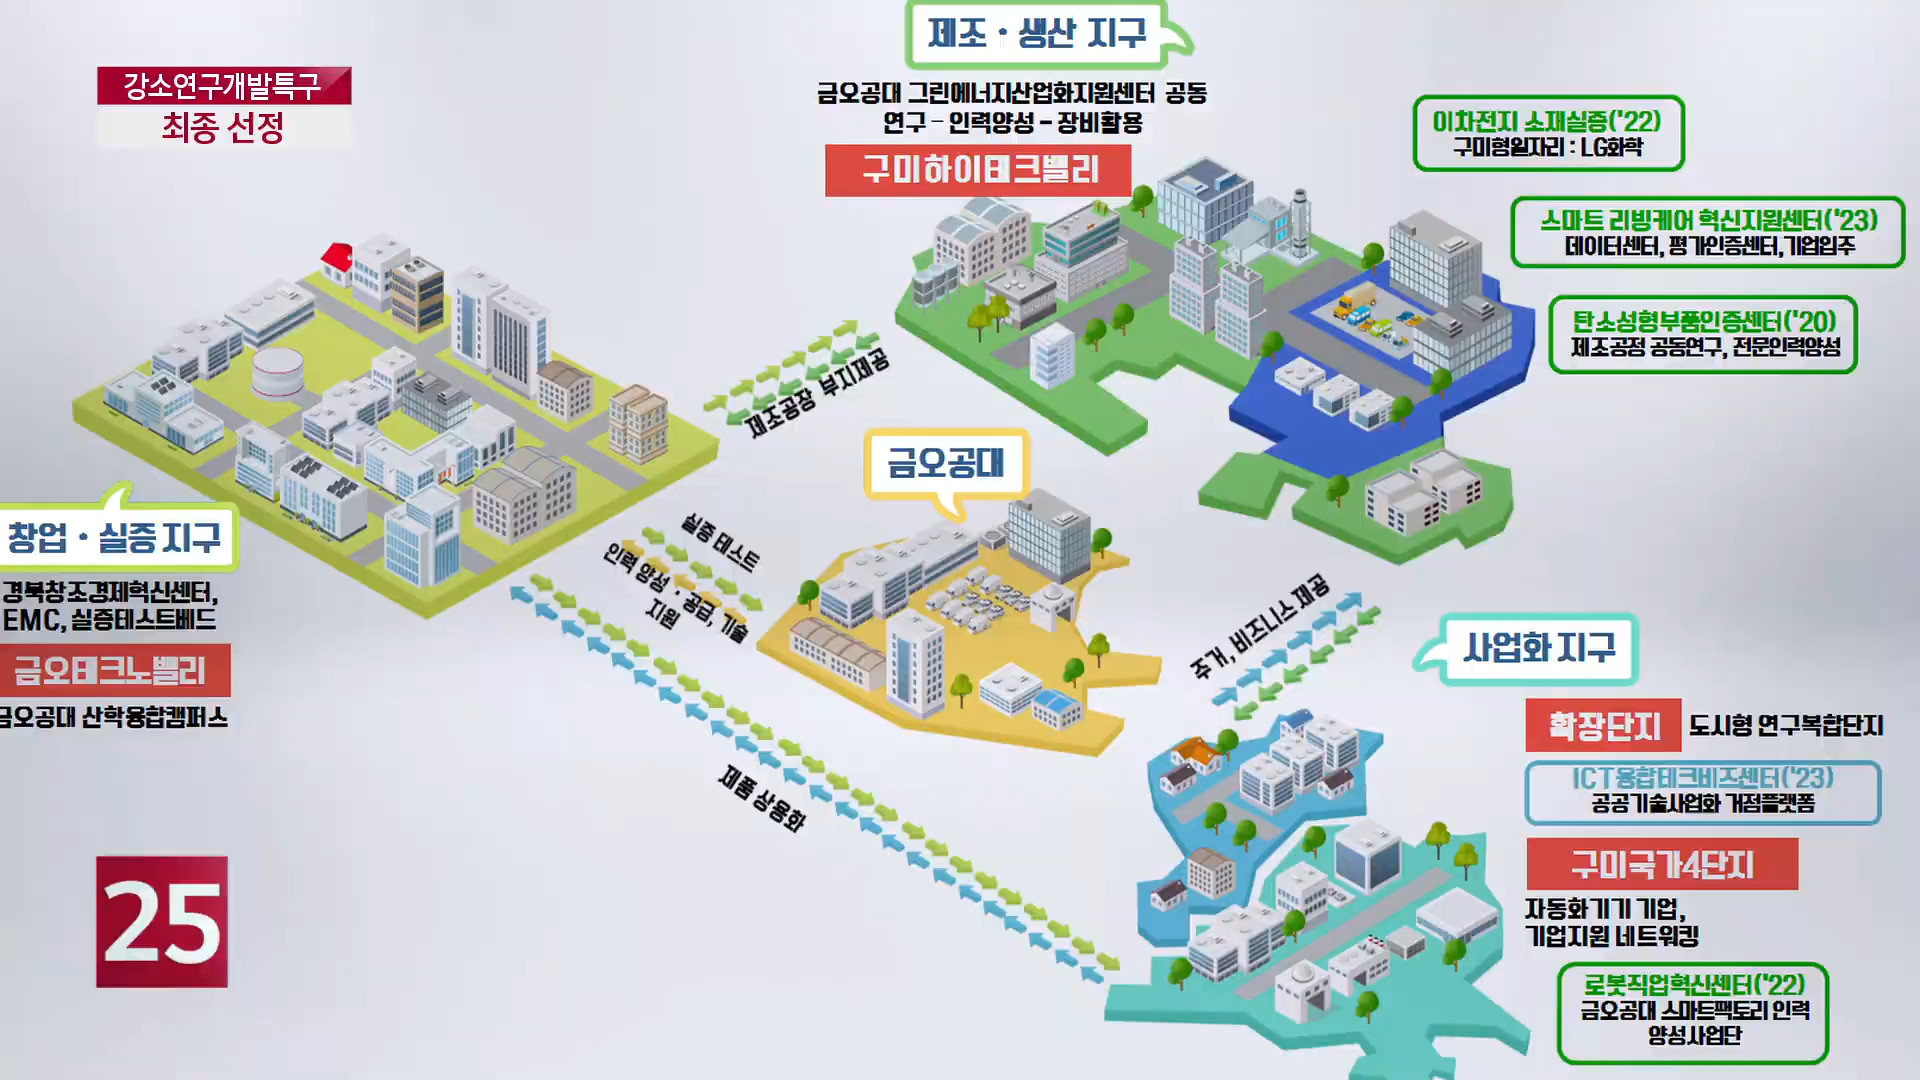 강소연구개발특구
최종 선정
제조·생산 지구
금오공대 그린에너지산업화지원센터 공동
연구 - 인력양성 - 장비활용
구미하이테크밸리
이차전지 소재실증('22)
구미형일자리 : LG화학
스마트 리빙케어 혁신지원센터('23)
데이터센터, 평가인증센터,기업입주
탄소성형부품인증센터('20)
제조공정 공동연구, 전문인력양성
제조공장 부지제공
금오공대
창업·실증 지구
경북창조경제혁신센터,
EMC, 실증테스트베드
금오테크노밸리
금오공대 산학융합캠퍼스
실증 테스트
인력 양성·공급, 기술
지원
제품 상용화
주거, 비즈니스 제공
사업화 지구
확장단지
도시형 연구복합단지
ICT융합테크비즈센터('23)
공공기술사업화 거점플랫폼
구미국가4단지
자동화기기 기업,
기업지원 네트워킹
로봇직업혁신센터('22)
금오공대 스마트팩토리 인력
양성사업단
25